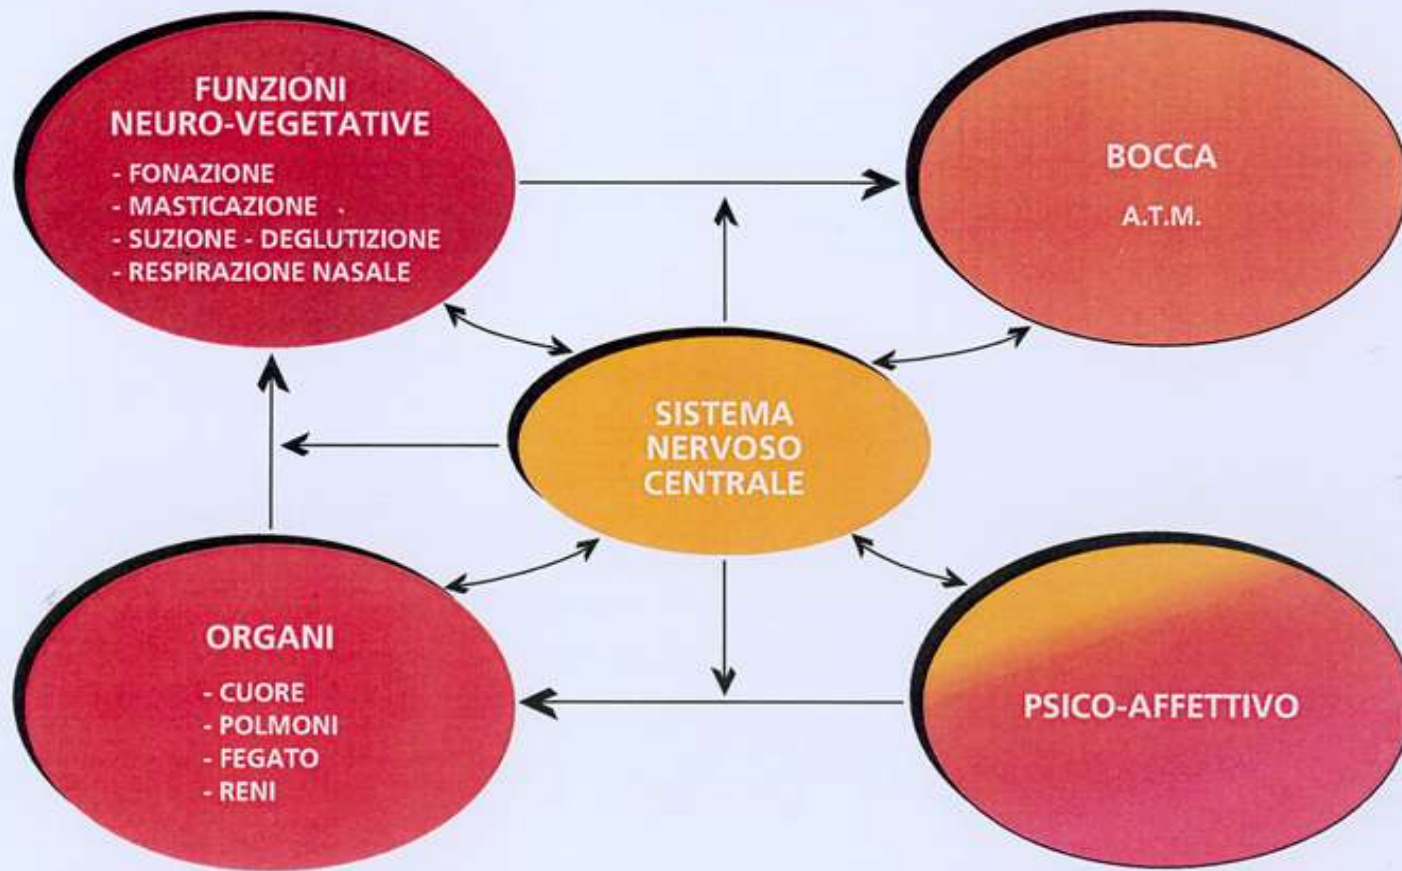 FUNZIONI
NEURO-VEGETATIVE
- FONAZIONE
- MASTICAZIONE
- SUZIONE - DEGLUTIZIONE
- RESPIRAZIONE NASALE
BOCCA
A.T.M.
SISTEMA
NERVOSO
CENTRALE
ORGANI
- CUORE
- POLMONI
- FEGATO
- RENI
PSICO-AFFETTIVO